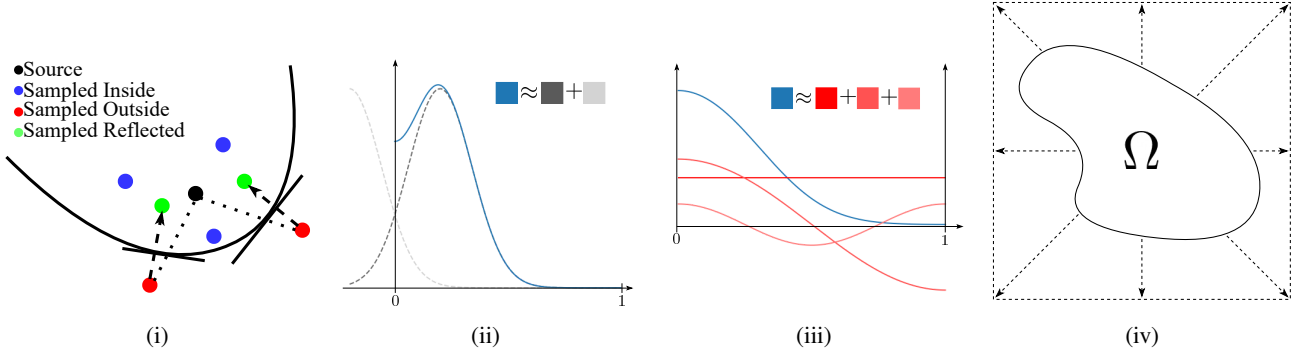 Source
Sampled Inside
Sampled Outside
Sampled Reflected
(i)
≈ +
0
1
(ii)
≈ + +
0
1
(iii)
Ω
(iv)